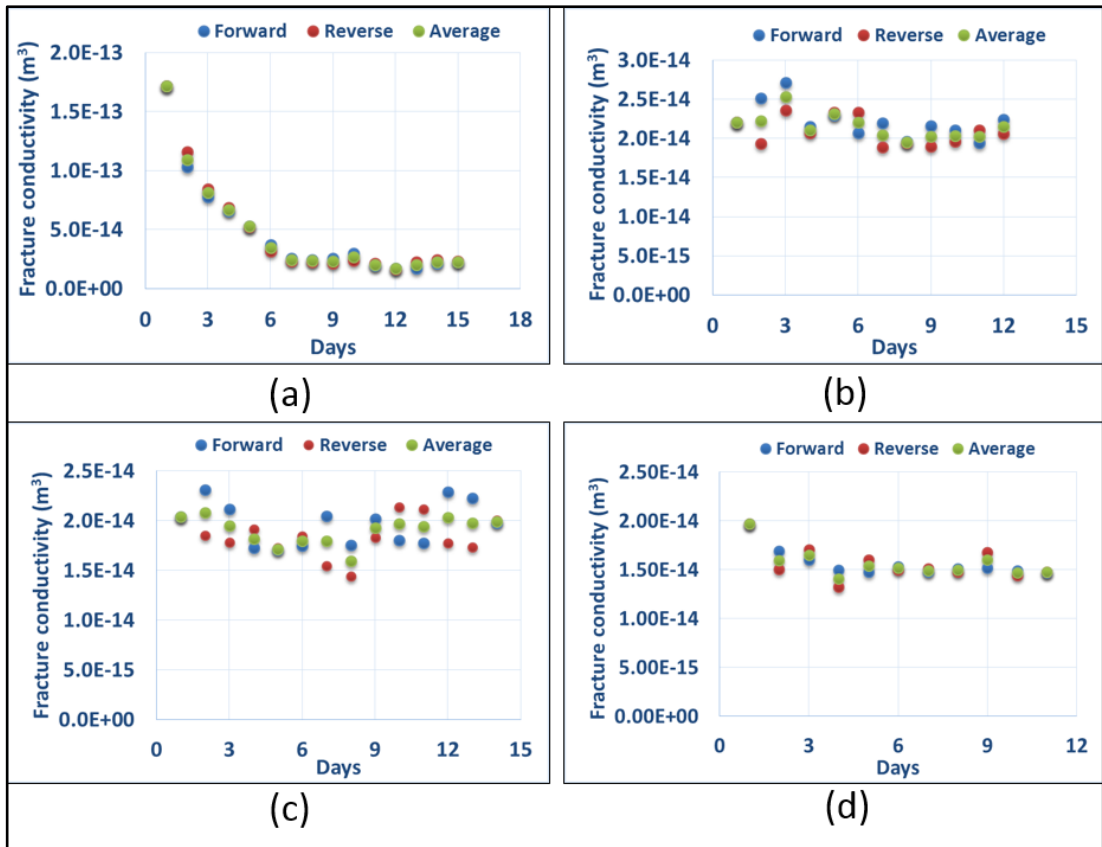 Forward Reverse Average
Fracture conductivity (m³)
2.0E-13
1.5E-13
1.0E-13
5.0E-14
0.0E+00
0 3 6 9 12 15 18
Days
(a)
Forward Reverse Average
Fracture conductivity (m³)
3.0E-14
2.5E-14
2.0E-14
1.5E-14
1.0E-14
5.0E-15
0.0E+00
0 3 6 9 12 15
Days
(b)
Forward Reverse Average
Fracture conductivity (m³)
2.5E-14
2.0E-14
1.5E-14
1.0E-14
5.0E-15
0.0E+00
0 3 6 9 12 15
Days
(c)
Forward Reverse Average
Fracture conductivity (m³)
2.50E-14
2.00E-14
1.50E-14
1.00E-14
5.00E-15
0.00E+00
0 3 6 9 12
Days
(d)